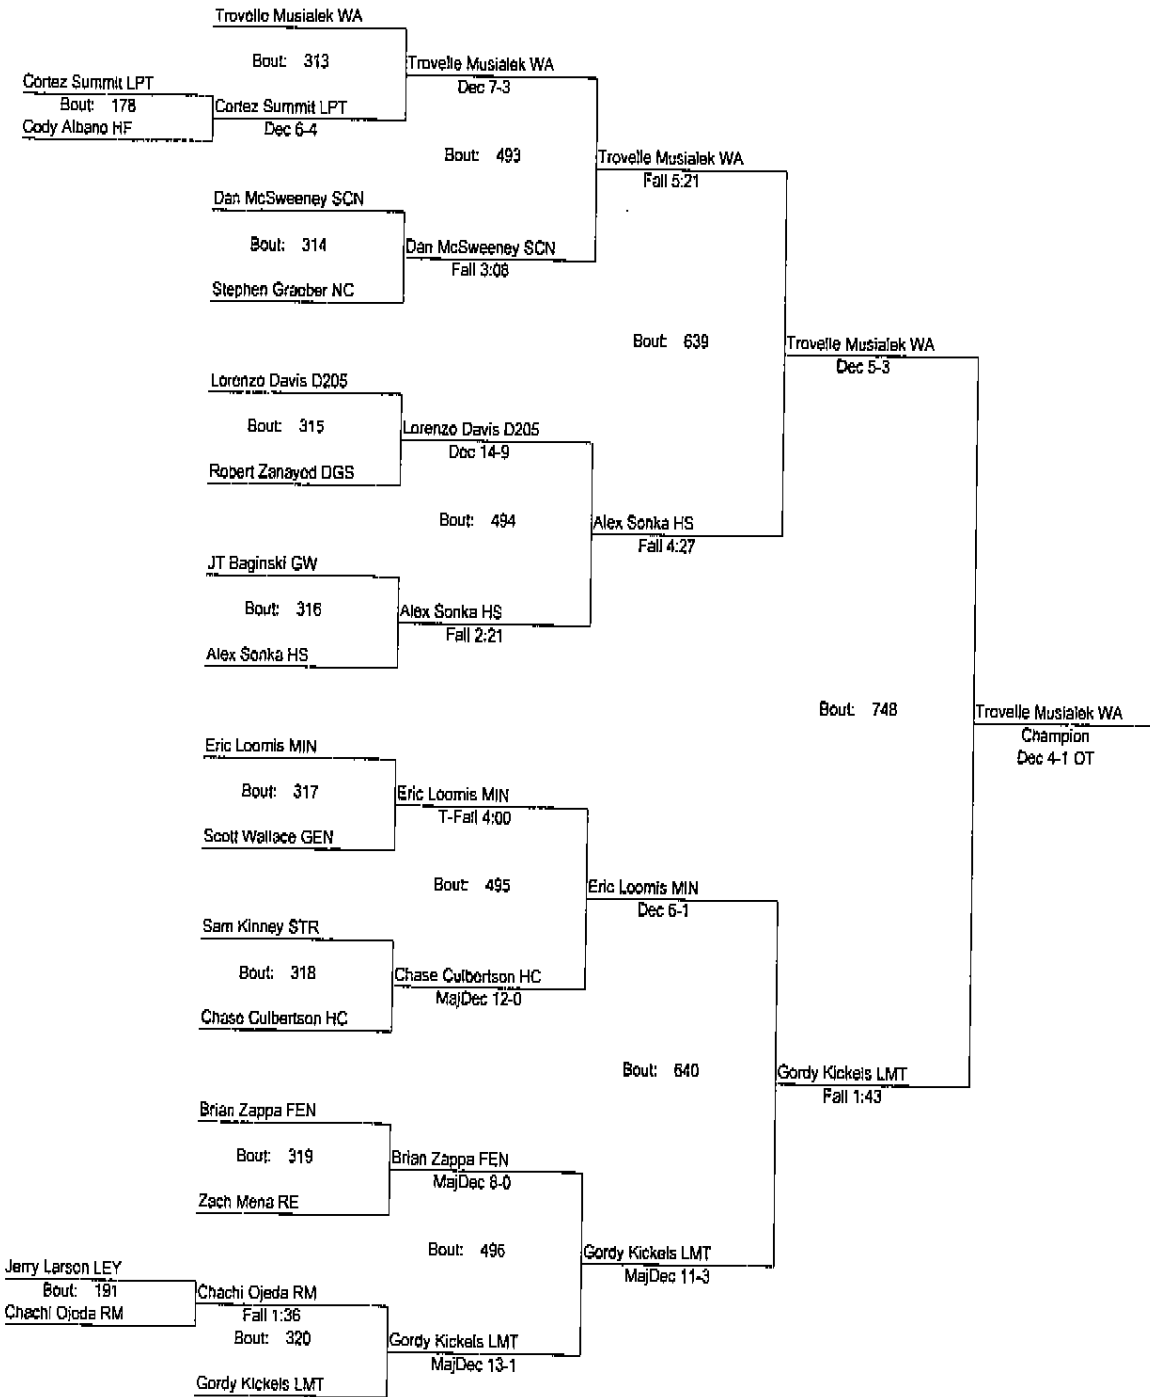 Trovelle Musialek WA
Bout: 313
Trovelle Musialek WA
Dec 7-3
Cortez Summit LPT
Bout: 178
Cody Albano HF
Cortez Summit LPT
Dec 6-4
Bout: 493
Trovelle Musialek WA
Fall 5:21
Dan McSweeney SCN
Bout: 314
Dan McSweeney SCN
Fall 3:08
Stephen Graober NC
Bout: 639
Trovelle Musialek WA
Dec 5-3
Lorenzo Davis D205
Bout: 315
Lorenzo Davis D205
Dec 14-9
Robert Zanayod DGS
Bout: 494
Alex Sonka HS
Fall 4:27
JT Baginski GW
Bout: 316
Alex Sonka HS
Fall 2:21
Alex Sonka HS
Bout: 748
Trovelle Musialek WA
Champion
Dec 4-1 OT
Eric Loomis MIN
Bout: 317
Eric Loomis MIN
T-Fall 4:00
Scott Wallace GEN
Bout: 495
Eric Loomis MIN
Dec 6-1
Sam Kinney STR
Bout: 318
Chase Culbertson HC
MajDec 12-0
Chase Culbertson HC
Bout: 640
Gordy Kickels LMT
Fall 1:43
Brian Zappa FEN
Bout: 319
Brian Zappa FEN
MajDec 8-0
Zach Mena RE
Bout: 496
Gordy Kickels LMT
MajDec 11-3
Jerry Larson LEY
Bout: 191
Chachi Ojeda RM
Chachi Ojeda RM
Fall 1:36
Bout: 320
Gordy Kickels LMT
MajDec 13-1
Gordy Kickels LMT